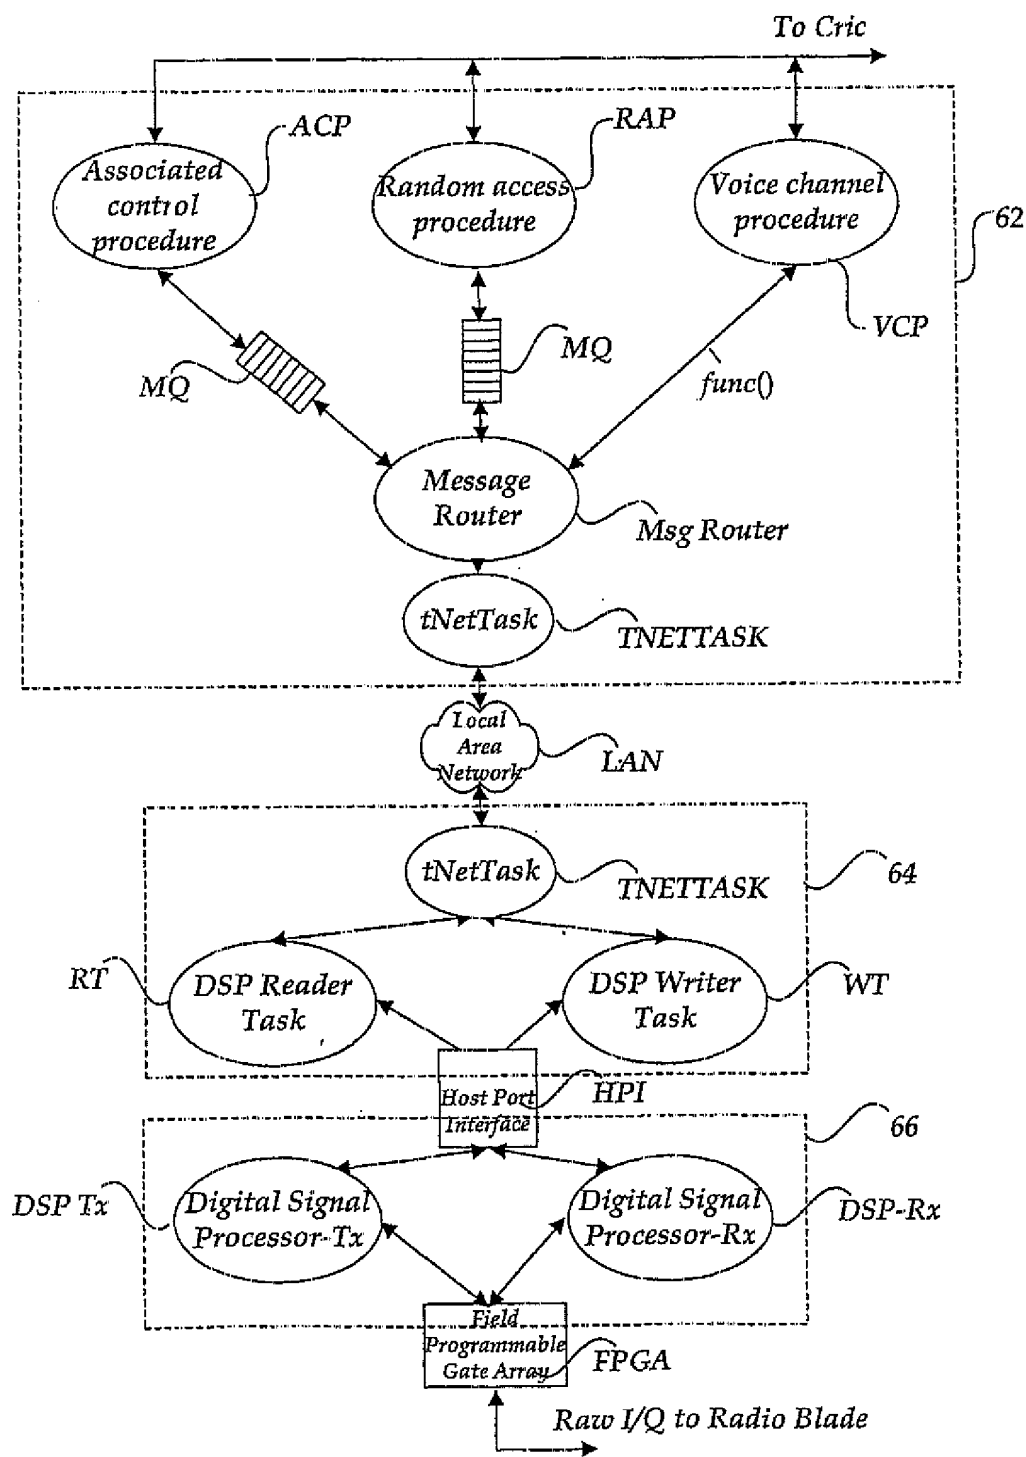 To Cric
ACP
RAP
Associated
control
procedure
Random access
procedure
Voice channel
procedure
62
VCP
MQ
MQ
func()
Message
Router
Msg Router
tNetTask
TNETTASK
Local
Area
Network
LAN
tNetTask
TNETTASK
64
RT
DSP Reader
Task
DSP Writer
Task
WT
Host Port
Interface
HPI
66
DSP Tx
Digital Signal
Processor-Tx
Digital Signal
Processor-Rx
DSP-Rx
Field
Programmable
Gate Array
FPGA
Raw I/Q to Radio Blade